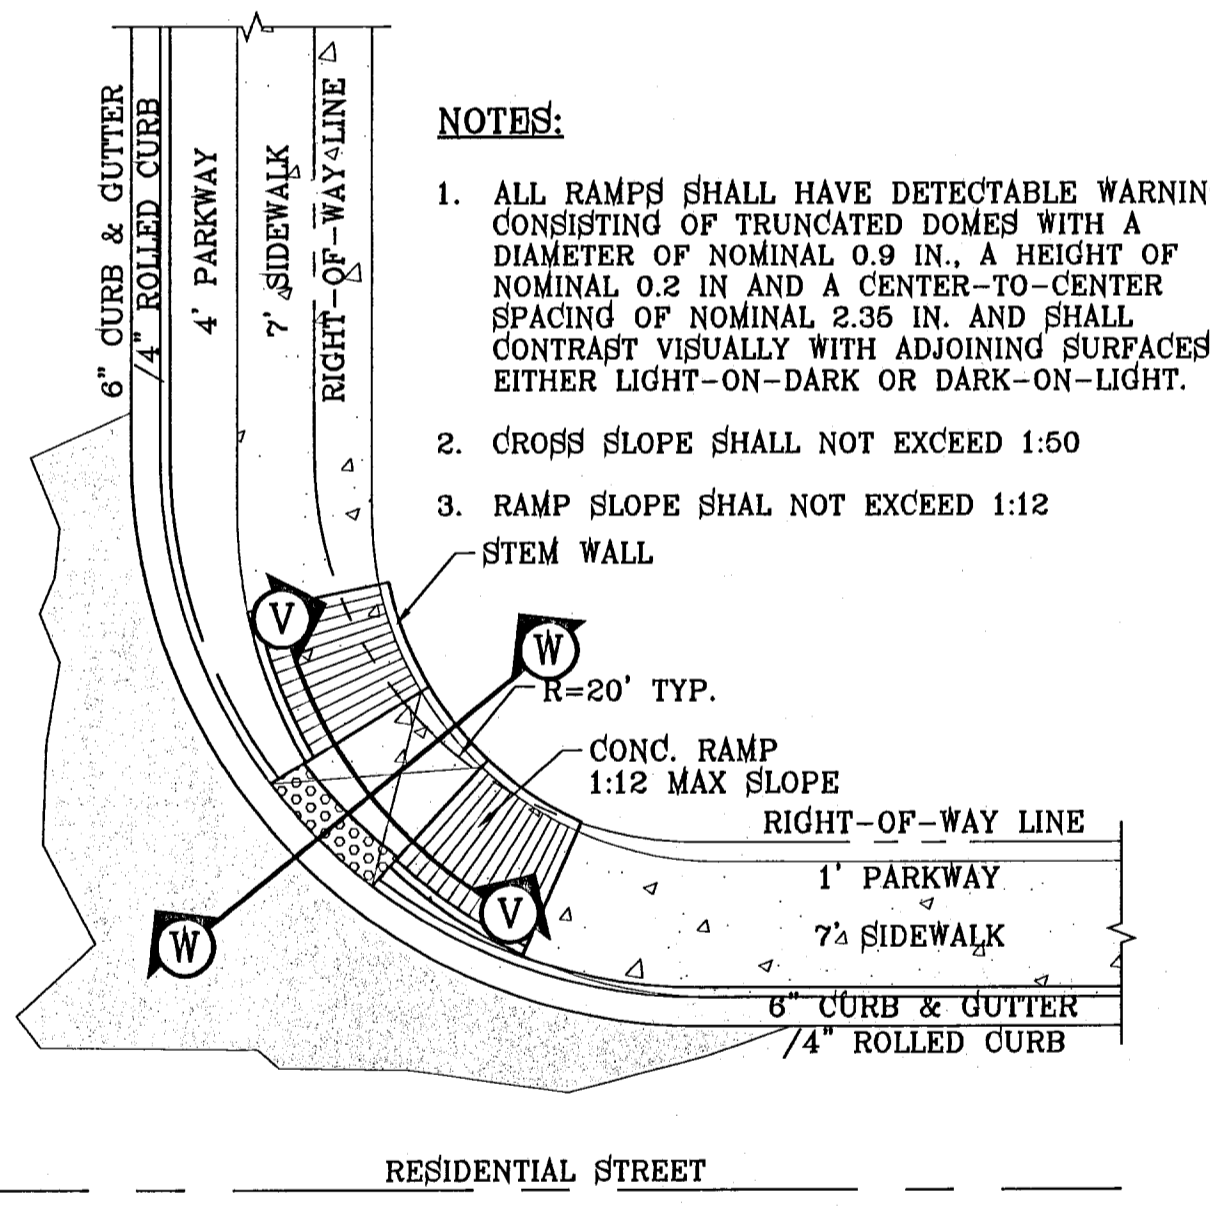 NOTES:
1. ALL RAMPS SHALL HAVE DETECTABLE WARNIN
CONSISTING OF TRUNCATED DOMES WITH A
DIAMETER OF NOMINAL 0.9 IN., A HEIGHT OF
NOMINAL 0.2 IN AND A CENTER-TO-CENTER
SPACING OF NOMINAL 2.35 IN. AND SHALL
CONTRAST VISUALLY WITH ADJOINING SURFACES
EITHER LIGHT-ON-DARK OR DARK-ON-LIGHT.
2. CROSS SLOPE SHALL NOT EXCEED 1:50
3. RAMP SLOPE SHAL NOT EXCEED 1:12
6" CURB & GUTTER
/4" ROLLED CURB
4' PARKWAY
7' SIDEWALK
RIGHT-OF-WAY LINE
STEM WALL
V
W
R=20' TYP.
CONC. RAMP
1:12 MAX SLOPE
RIGHT-OF-WAY LINE
1' PARKWAY
V
7' SIDEWALK
W
6" CURB & GUTTER
/4" ROLLED CURB
RESIDENTIAL STREET